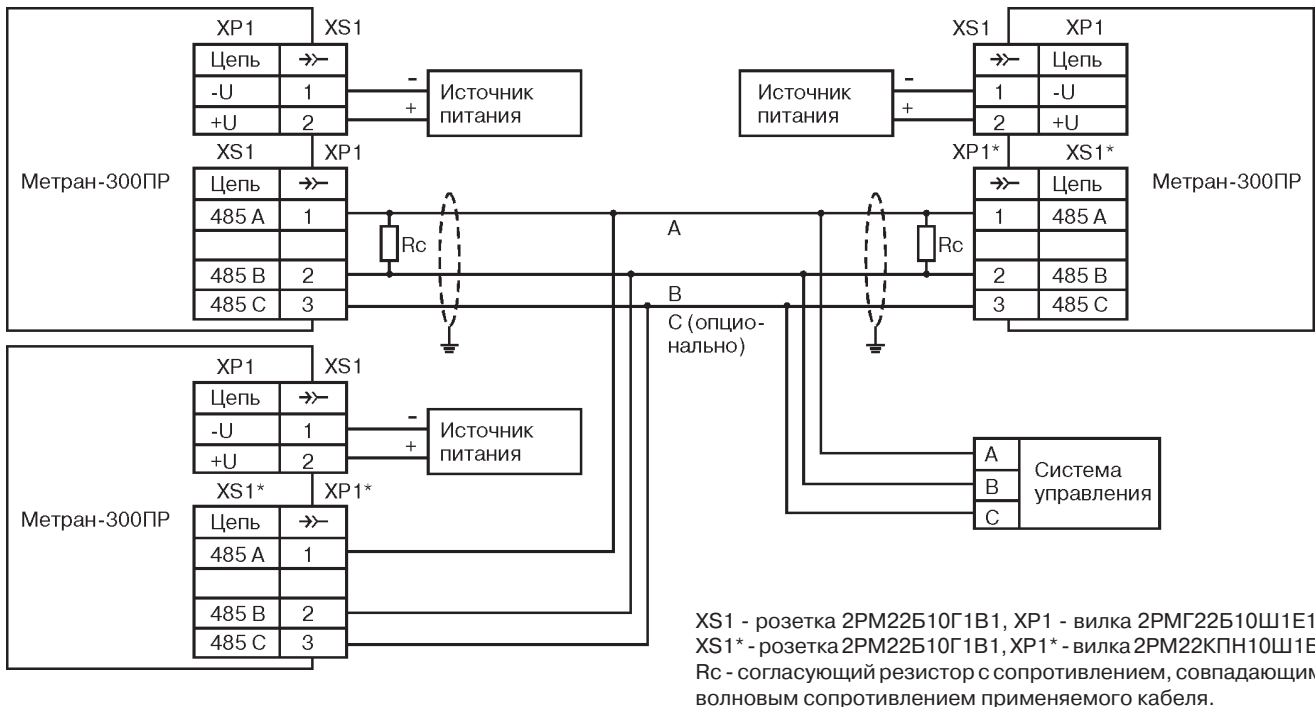 XP1 XS1
Цепь
-U 1
+U 2
- +
Источник
питания
XS1 XP1
Метран-300ПР
Цепь
485 A 1
485 B 2
485 C 3
Rc
XS1 XP1
Цепь
1 -U
2 +U
- +
Источник
питания
XP1* XS1*
Метран-300ПР
Цепь
1 485 A
2 485 B
3 485 C
Rc
A
B
C (опцио-
нально)
XP1 XS1
Цепь
-U 1
+U 2
- +
Источник
питания
XS1* XP1*
Метран-300ПР
Цепь
485 A 1
485 B 2
485 C 3
A
B
C
Система
управления
XS1 - розетка 2РМ22Б10Г1В1, XP1 - вилка 2РМГ22Б10Ш1Е1
XS1* - розетка 2РМ22Б10Г1В1, XP1* - вилка 2РМ22КПН10Ш1
Rc - согласующий резистор с сопротивлением,
волновым сопротивлением применяемого кабеля.